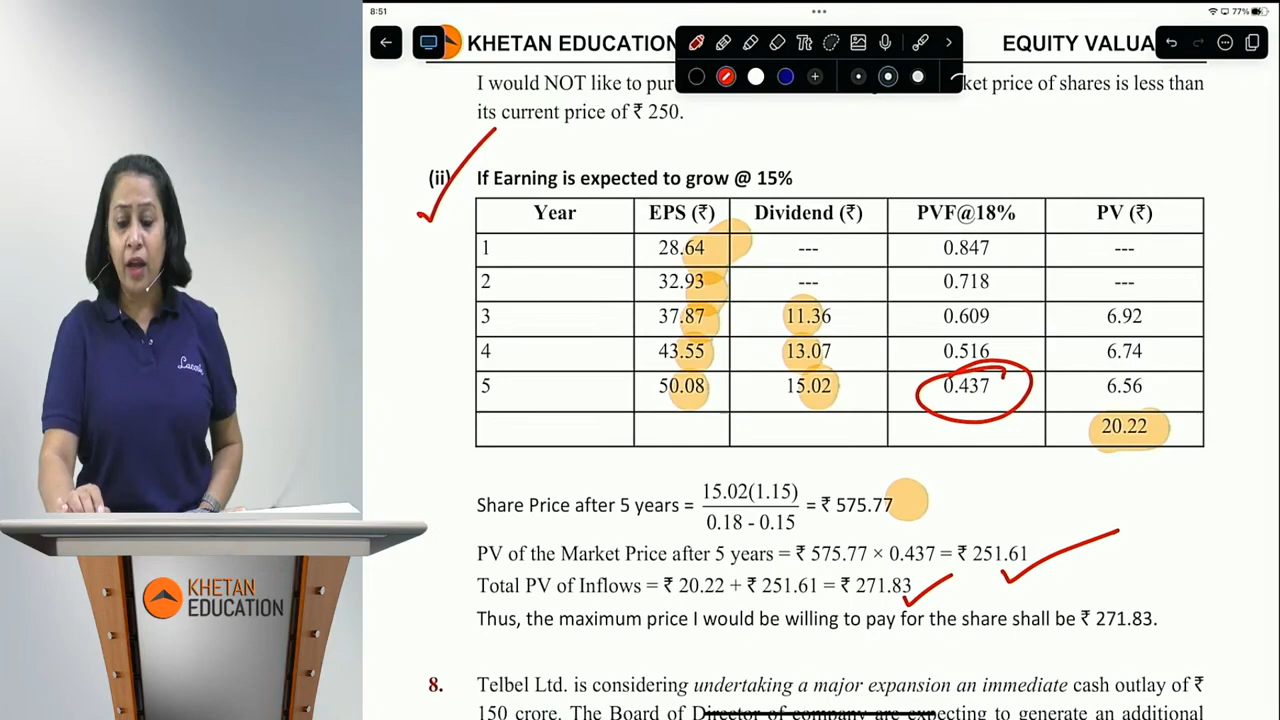 8:51
77%
KHETAN EDUCATION
EQUITY VALUA
I would NOT like to pur ket price of shares is less than
its current price of ₹ 250.
(ii) If Earning is expected to grow @ 15%
Year EPS (₹) Dividend (₹) PVF@18% PV (₹)
1 28.64 --- 0.847 ---
2 32.93 --- 0.718 ---
3 37.87 11.36 0.609 6.92
4 43.55 13.07 0.516 6.74
5 50.08 15.02 0.437 6.56
20.22
Share Price after 5 years = 15.02(1.15) / 0.18 - 0.15 = ₹ 575.77
PV of the Market Price after 5 years = ₹ 575.77 × 0.437 = ₹ 251.61
Total PV of Inflows = ₹ 20.22 + ₹ 251.61 = ₹ 271.83
Thus, the maximum price I would be willing to pay for the share shall be ₹ 271.83.
8. Telbel Ltd. is considering undertaking a major expansion an immediate cash outlay of ₹
150 crore. The Board of Director of company are expecting to generate an additional
KHETAN
EDUCATION